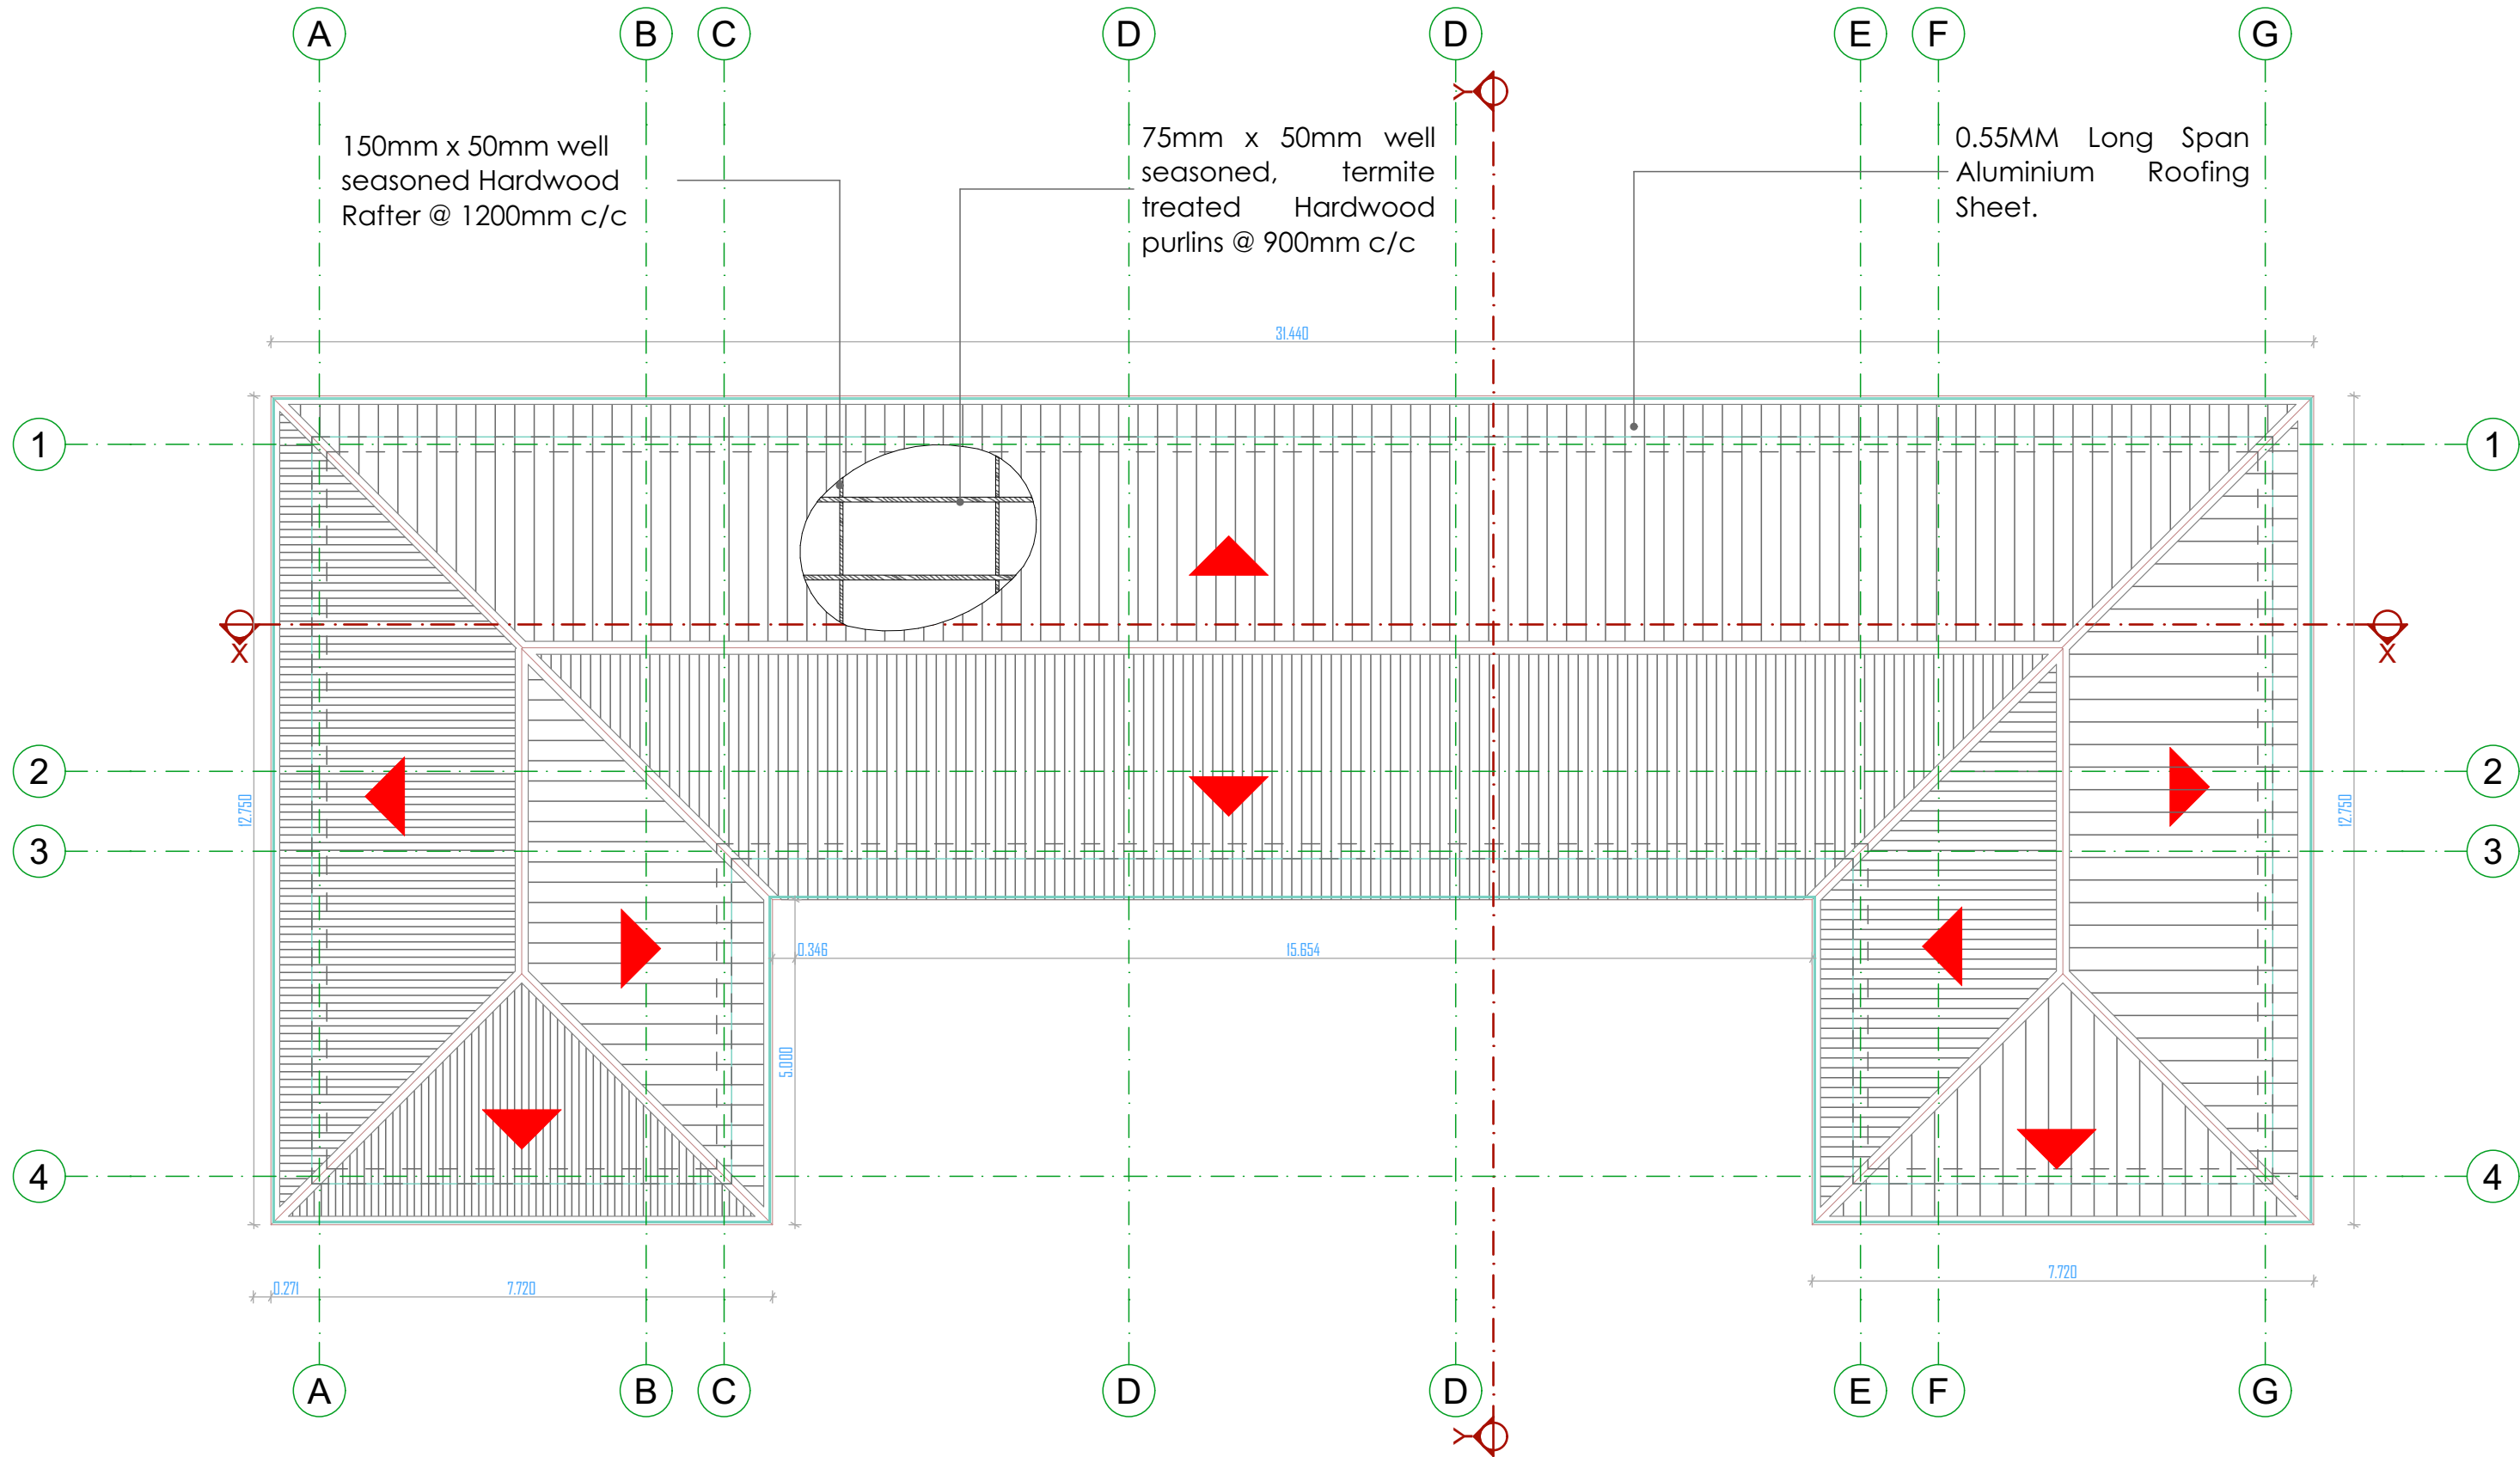 A B C D D E F G
150mm x 50mm well
seasoned Hardwood
Rafter @ 1200mm c/c
75mm x 50mm well
seasoned, termite
treated Hardwood
purlins @ 900mm c/c
0.55MM Long Span
Aluminium Roofing
Sheet.
Y
31.440
1 1
X X
2 2
12.750 12.750
3 3
0.346 15.654
5.000
4 4
0.271 7.720 7.720
A B C D D E F G
Y